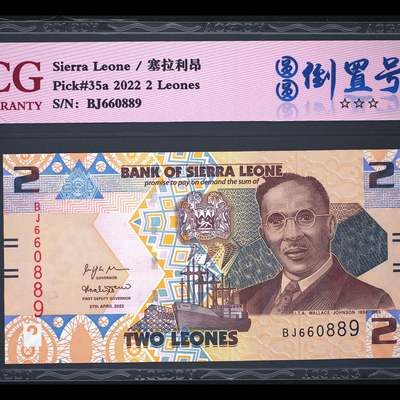 CG
RANTY
Sierra Leone / 塞拉利昂
Pick#35a 2022 2 Leones
S/N: BJ660889
圆圆倒置号
☆☆☆
2
BANK OF SIERRA LEONE
promise to pay on demand the sum of
2
BJ660889
GOVERNOR
FIRST DEPUTY GOVERNOR
27TH APRIL 2022
I.T.A. WALLACE-JOHNSON
2
TWO LEONES
BJ660889
2